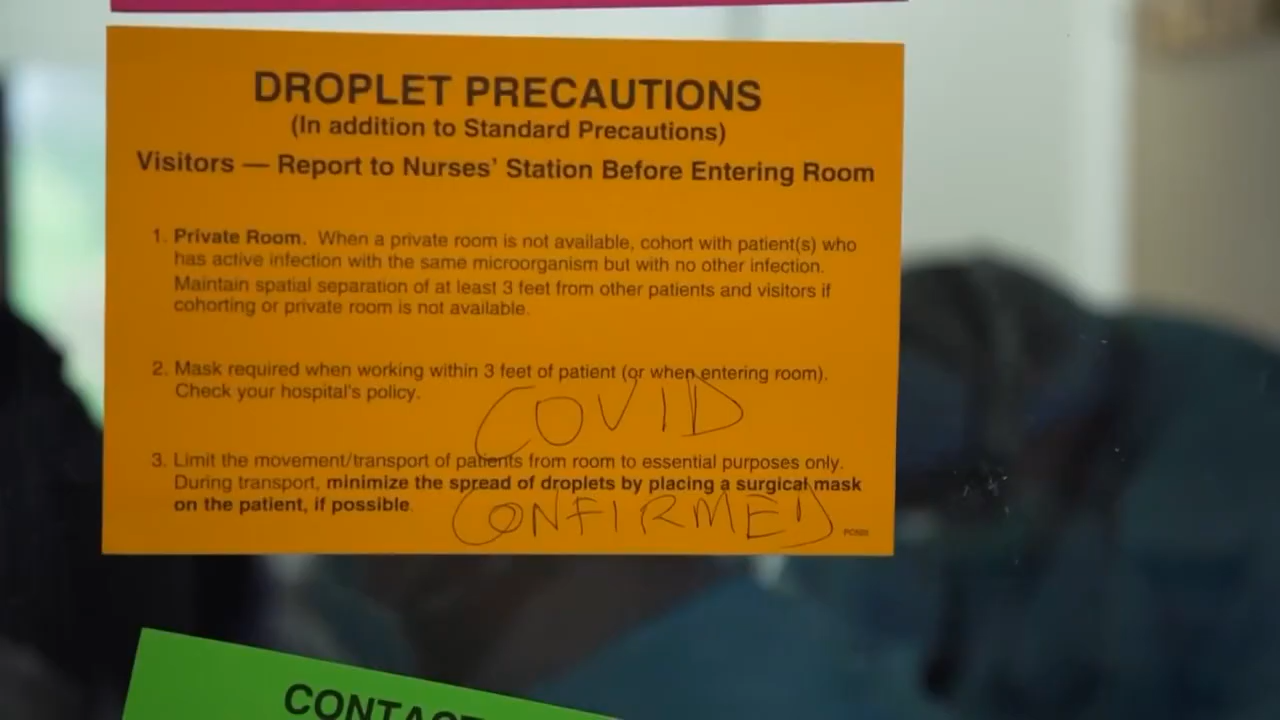 DROPLET PRECAUTIONS
(In addition to Standard Precautions)
Visitors — Report to Nurses' Station Before Entering Room
1. Private Room. When a private room is not available, cohort with patient(s) who
has active infection with the same microorganism but with no other infection.
Maintain spatial separation of at least 3 feet from other patients and visitors if
cohorting or private room is not available.
2. Mask required when working within 3 feet of patient (or when entering room).
Check your hospital's policy.
COVID
3. Limit the movement/transport of patients from room to essential purposes only.
During transport, minimize the spread of droplets by placing a surgical mask
on the patient, if possible.
CONFIRMED
CONTACT